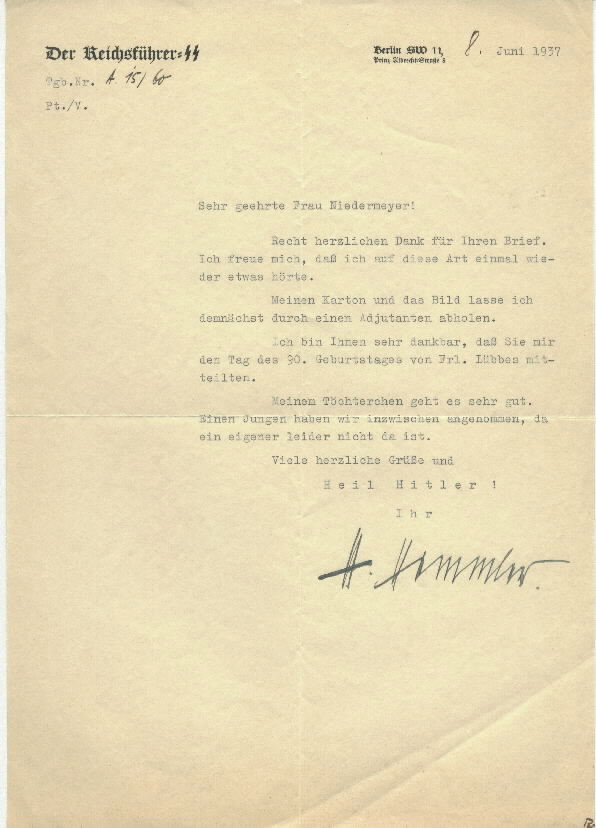 Der Reichsführer-SS
Berlin SW 11, 8. Juni 1937
Prinz Albrecht-Straße 8
Tgb.Nr. A 15/60
Pt./V.
Sehr geehrte Frau Niedermeyer!
Recht herzlichen Dank für Ihren Brief.
Ich freue mich, daß ich auf diese Art einmal wie-
der etwas hörte.
Meinen Karton und das Bild lasse ich
demnächst durch einen Adjutanten abholen.
Ich bin Ihnen sehr dankbar, daß Sie mir
den Tag des 90. Geburtstages von Frl. Lübbes mit-
teilten.
Meinem Töchterchen geht es sehr gut.
Einen Jungen haben wir inzwischen angenommen, da
ein eigener leider nicht da ist.
Viele herzliche Grüße und
Heil Hitler!
Ihr
H. Himmler.